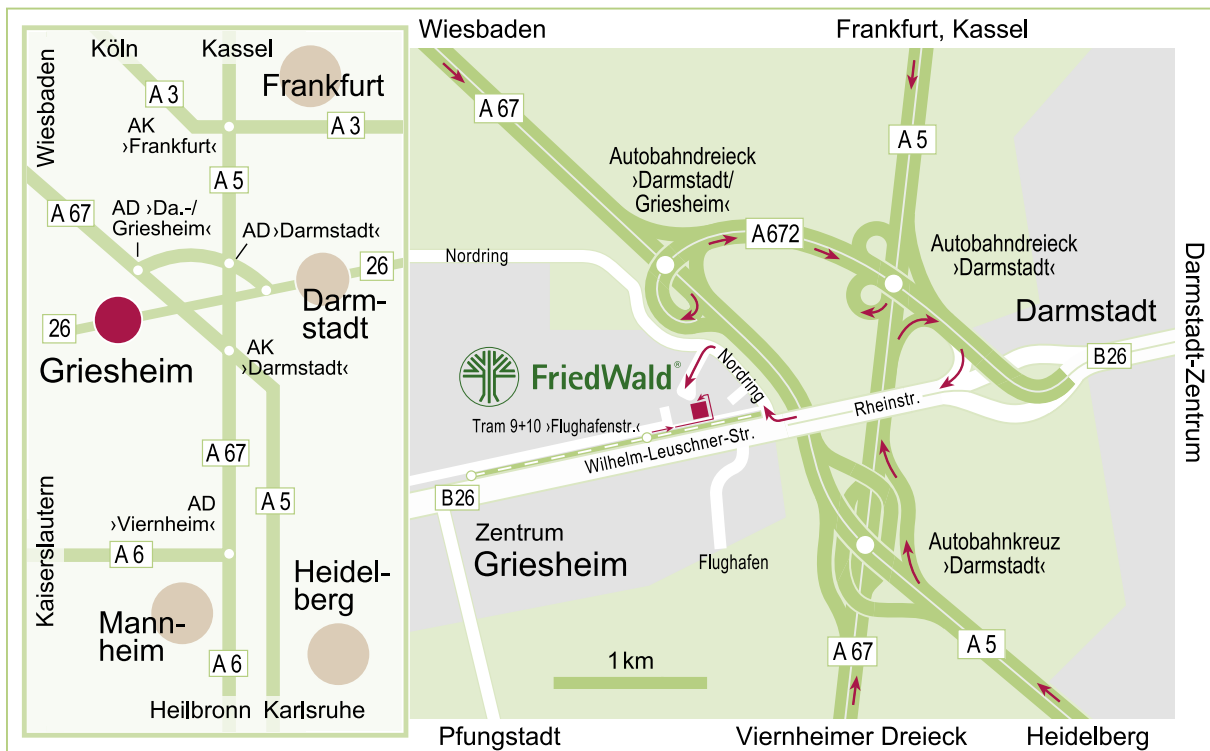 Köln
Kassel
Wiesbaden
A 3
Frankfurt
AK
›Frankfurt‹
A 3
A 5
A 67
AD ›Da.-/
Griesheim‹
AD ›Darmstadt‹
26
Darm-
stadt
26
Griesheim
AK
›Darmstadt‹
A 67
A 5
Kaiserslautern
AD
›Viernheim‹
A 6
Heidel-
berg
Mann-
heim
A 6
Heilbronn
Karlsruhe
Wiesbaden
Frankfurt, Kassel
A 67
A 5
Autobahndreieck
›Darmstadt/
Griesheim‹
A672
Autobahndreieck
›Darmstadt‹
Nordring
Darmstadt
Darmstadt-Zentrum
B26
FriedWald®
Nordring
Rheinstr.
Tram 9+10 ›Flughafenstr.‹
Wilhelm-Leuschner-Str.
B26
Zentrum
Griesheim
Flughafen
Autobahnkreuz
›Darmstadt‹
1 km
A 67
A 5
Pfungstadt
Viernheimer Dreieck
Heidelberg